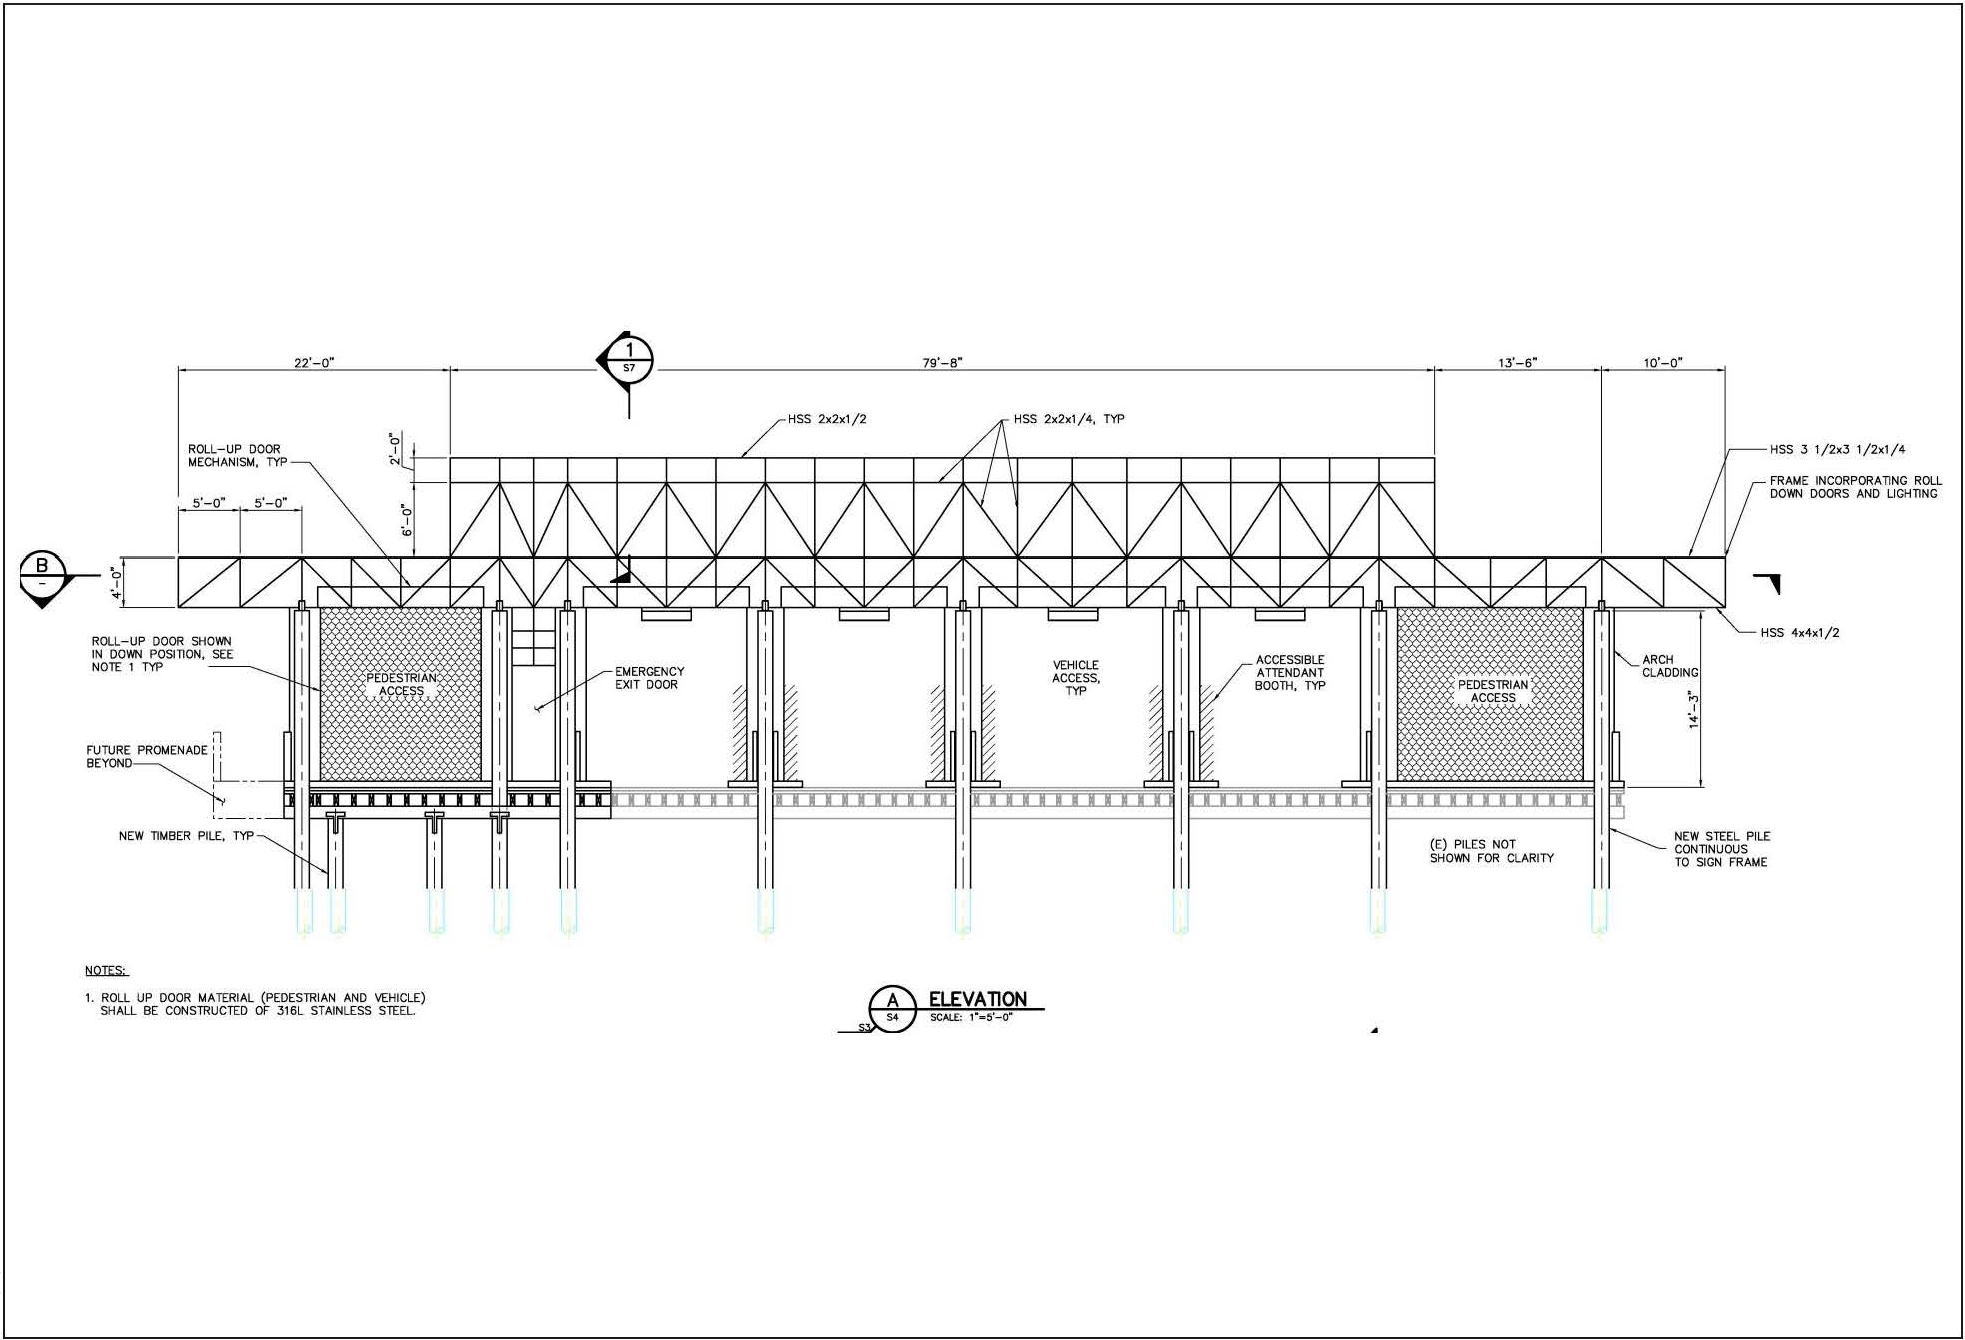 22'-0"
1
S7
79'-8"
13'-6"
10'-0"
HSS 2x2x1/2
HSS 2x2x1/4, TYP
2'-0"
ROLL-UP DOOR
MECHANISM, TYP
HSS 3 1/2x3 1/2x1/4
FRAME INCORPORATING ROLL
DOWN DOORS AND LIGHTING
5'-0"
5'-0"
6'-0"
B
-
4'-0"
HSS 4x4x1/2
ROLL-UP DOOR SHOWN
IN DOWN POSITION, SEE
NOTE 1 TYP
PEDESTRIAN
ACCESS
EMERGENCY
EXIT DOOR
VEHICLE
ACCESS,
TYP
ACCESSIBLE
ATTENDANT
BOOTH, TYP
PEDESTRIAN
ACCESS
ARCH
CLADDING
14'-3"
FUTURE PROMENADE
BEYOND
NEW TIMBER PILE, TYP
(E) PILES NOT
SHOWN FOR CLARITY
NEW STEEL PILE
CONTINUOUS
TO SIGN FRAME
NOTES:
1. ROLL UP DOOR MATERIAL (PEDESTRIAN AND VEHICLE)
SHALL BE CONSTRUCTED OF 316L STAINLESS STEEL.
A
S4
S3
ELEVATION
SCALE: 1"=5'-0"